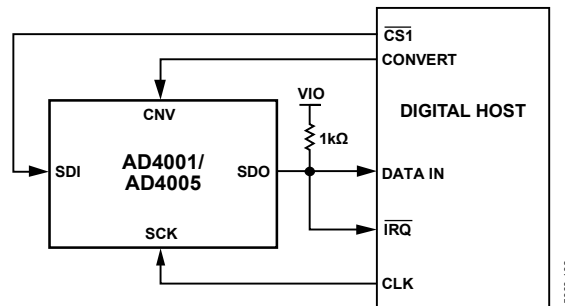 CS1
CONVERT
VIO
DIGITAL HOST
CNV
1kΩ
AD4001/
AD4005
SDI
SDO
DATA IN
SCK
IRQ
CLK